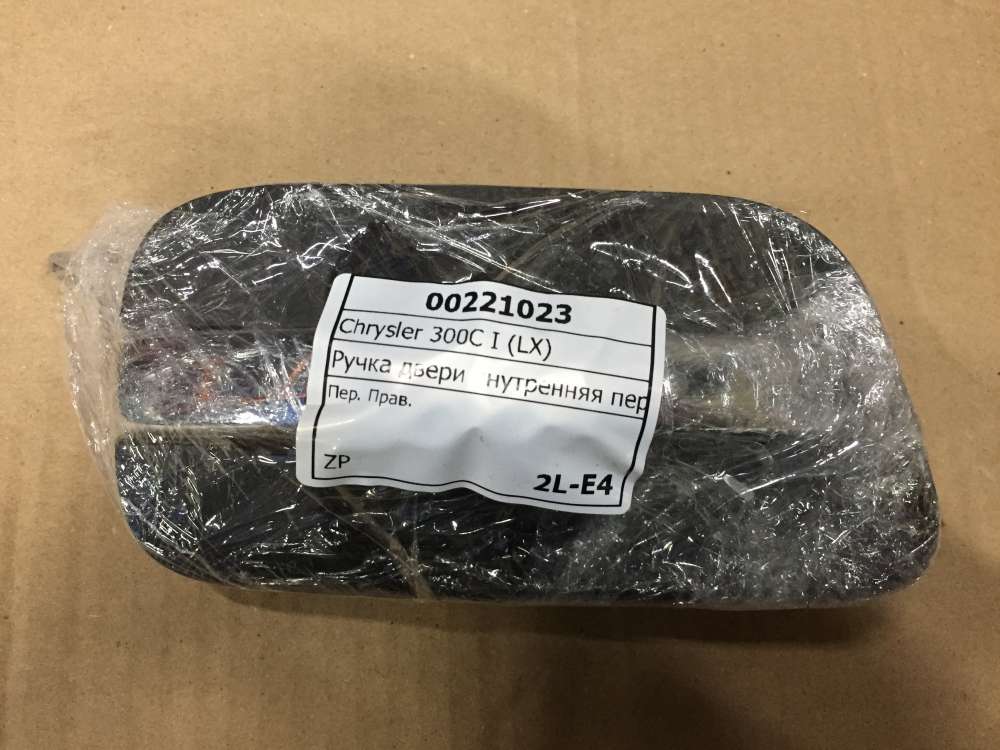 00221023
Chrysler 300C I (LX)
Ручка двери нутренняя пер
Пер. Прав.
ZP
2L-E4